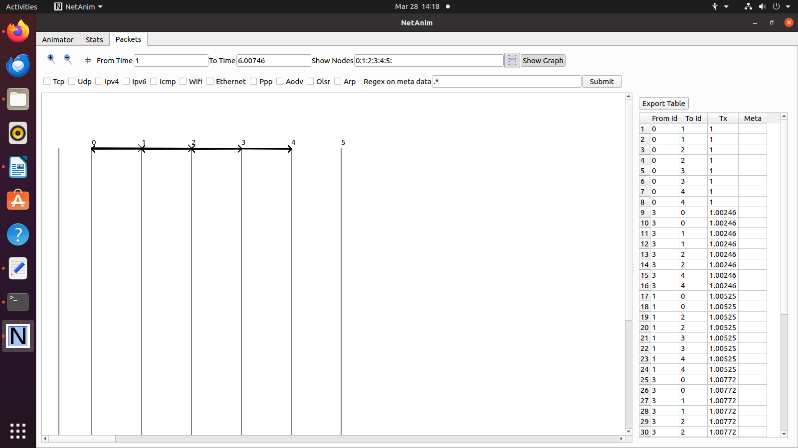 Activities NetAnim Mar 28 14:18
NetAnim
Animator Stats Packets
From Time 1 To Time 6.00746 Show Nodes 0:1:2:3:4:5: Show Graph
Tcp Udp Ipv4 Ipv6 Icmp Wifi Ethernet Ppp Aodv Olsr Arp Regex on meta data .* Submit
Export Table
From Id To Id Tx Meta
0 1 2 3 4 5
1 0 1 1
2 0 1 1
3 0 2 1
4 0 2 1
5 0 3 1
6 0 3 1
7 0 4 1
8 0 4 1
9 3 0 1.00246
10 3 0 1.00246
11 3 1 1.00246
12 3 1 1.00246
13 3 2 1.00246
14 3 2 1.00246
15 3 4 1.00246
16 3 4 1.00246
17 1 0 1.00525
18 1 0 1.00525
19 1 2 1.00525
20 1 2 1.00525
21 1 3 1.00525
22 1 3 1.00525
23 1 4 1.00525
24 1 4 1.00525
25 3 0 1.00772
26 3 0 1.00772
27 3 1 1.00772
28 3 1 1.00772
29 3 2 1.00772
30 3 2 1.00772